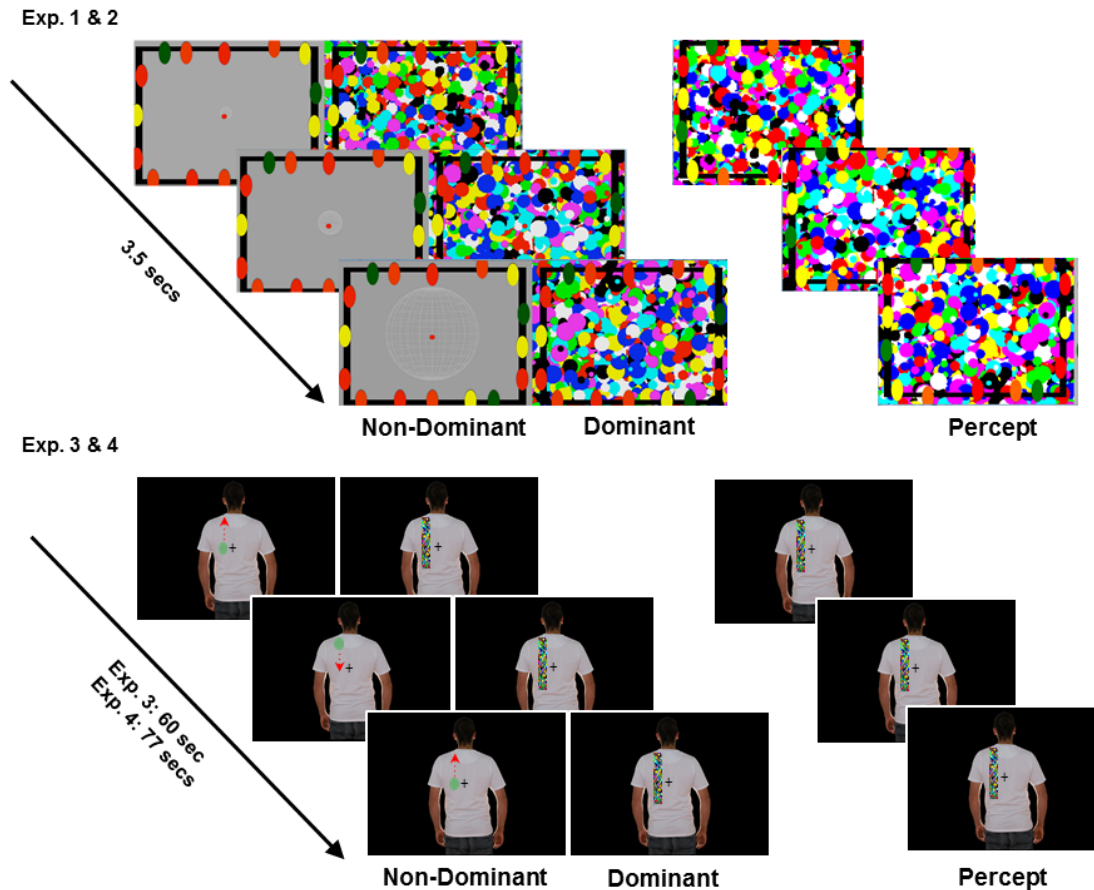 Exp. 1 & 2
3.5 secs
Non-Dominant
Dominant
Percept
Exp. 3 & 4
Exp. 3: 60 sec
Exp. 4: 77 secs
Non-Dominant
Dominant
Percept